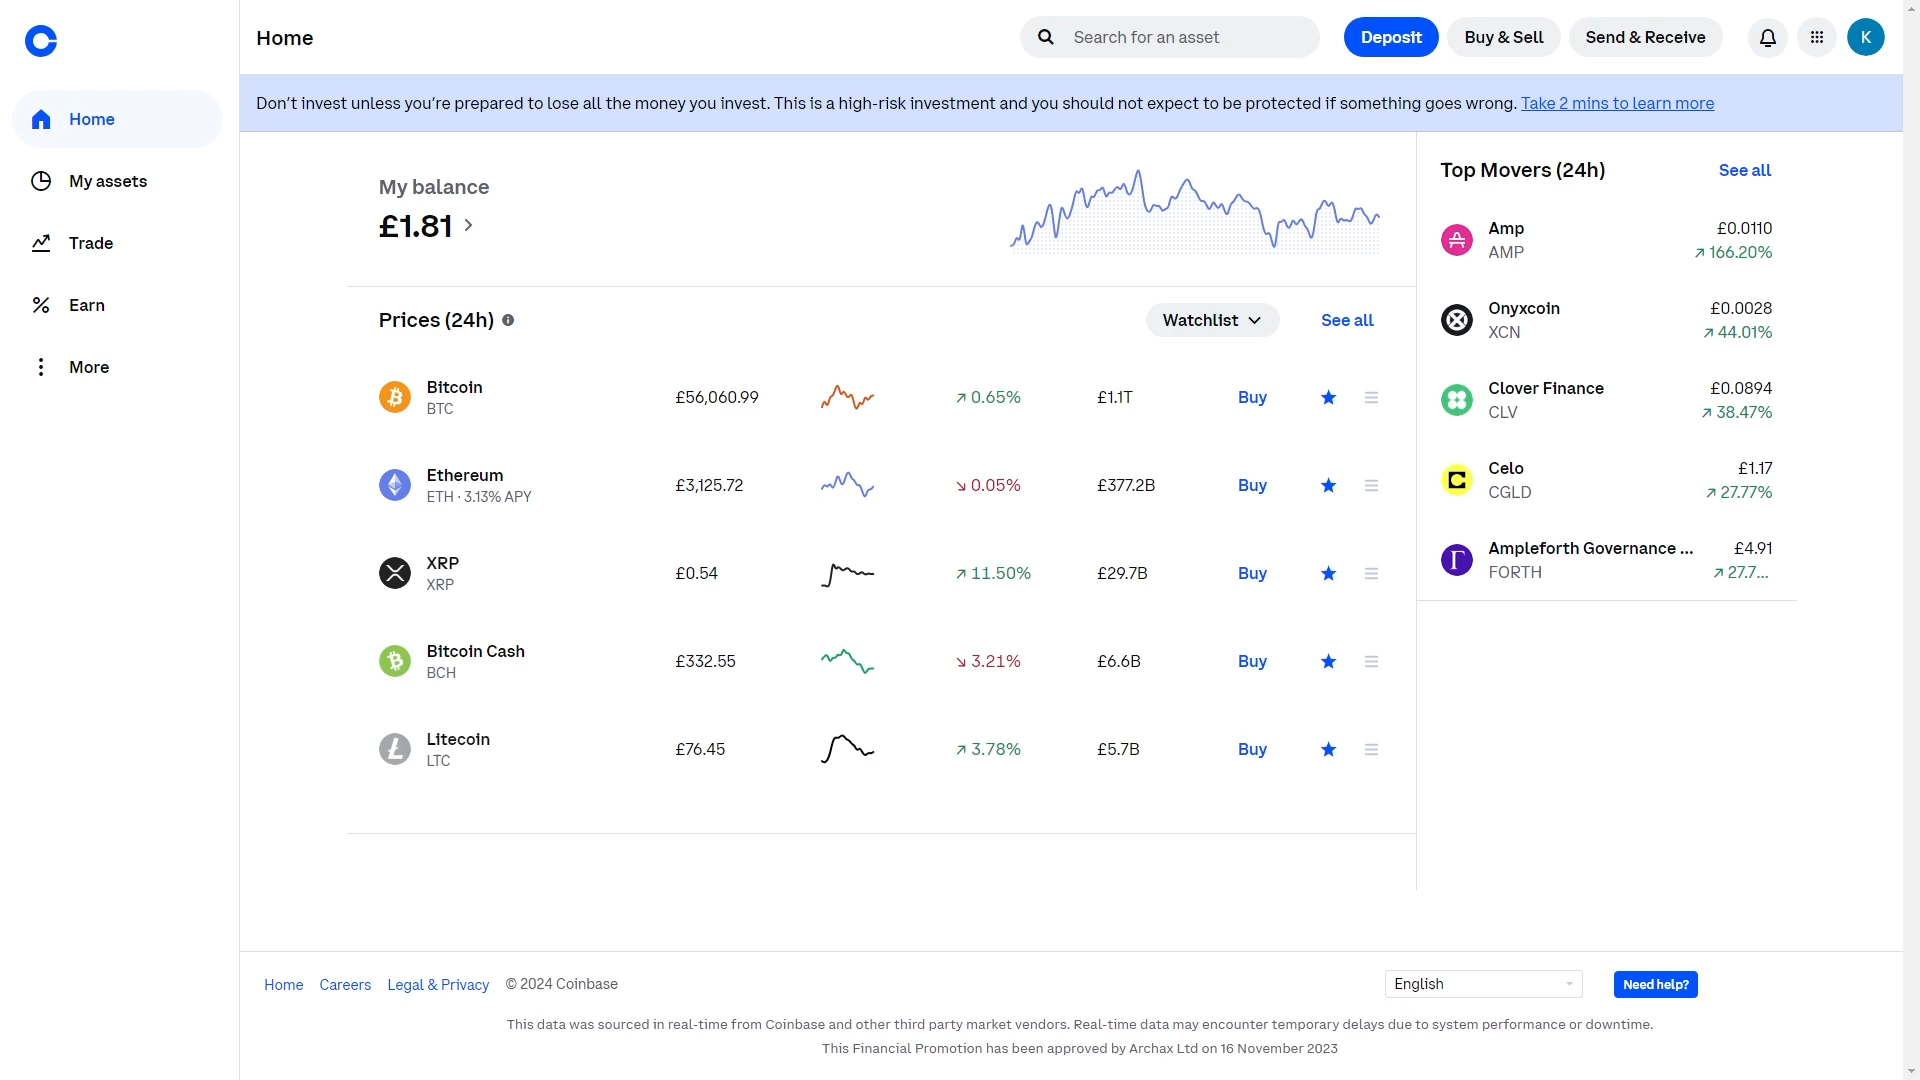 Home
Search for an asset
Deposit
Buy & Sell
Send & Receive
K
Home
My assets
Trade
Earn
More
Don’t invest unless you’re prepared to lose all the money you invest. This is a high-risk investment and you should not expect to be protected if something goes wrong. Take 2 mins to learn more
My balance
£1.81
Prices (24h)
Watchlist
See all
Bitcoin
BTC
£56,060.99
0.65%
£1.1T
Buy
Ethereum
ETH · 3.13% APY
£3,125.72
0.05%
£377.2B
Buy
XRP
XRP
£0.54
11.50%
£29.7B
Buy
Bitcoin Cash
BCH
£332.55
3.21%
£6.6B
Buy
Litecoin
LTC
£76.45
3.78%
£5.7B
Buy
Top Movers (24h)
See all
Amp
£0.0110
AMP
166.20%
Onyxcoin
£0.0028
XCN
44.01%
Clover Finance
£0.0894
CLV
38.47%
Celo
£1.17
CGLD
27.77%
Ampleforth Governance ...
£4.91
FORTH
27.7...
Home
Careers
Legal & Privacy
© 2024 Coinbase
English
Need help?
This data was sourced in real-time from Coinbase and other third party market vendors. Real-time data may encounter temporary delays due to system performance or downtime.
This Financial Promotion has been approved by Archax Ltd on 16 November 2023